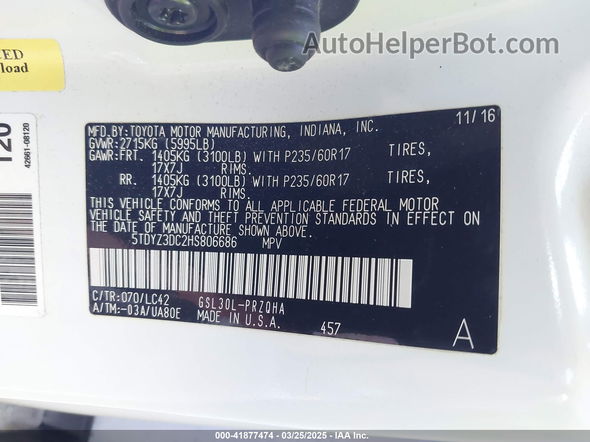 AutoHelperBot.com
load
42661-08120
120
MFD.BY:TOYOTA MOTOR MANUFACTURING, INDIANA, INC. 11/16
GVWR:2715KG (5995LB)
GAWR:FRT. 1405KG (3100LB) WITH P235/60R17 TIRES,
17X7J RIMS.
RR. 1405KG (3100LB) WITH P235/60R17 TIRES,
17X7J RIMS.
THIS VEHICLE CONFORMS TO ALL APPLICABLE FEDERAL MOTOR
VEHICLE SAFETY AND THEFT PREVENTION STANDARDS IN EFFECT ON
THE DATE OF MANUFACTURE SHOWN ABOVE.
5TDYZ3DC2HS806686 MPV
C/TR:070/LC42 GSL30L-PRZQHA
A/TM:-03A/UA80E MADE IN U.S.A. 457 A
000-41877474 - 03/25/2025 - IAA Inc.